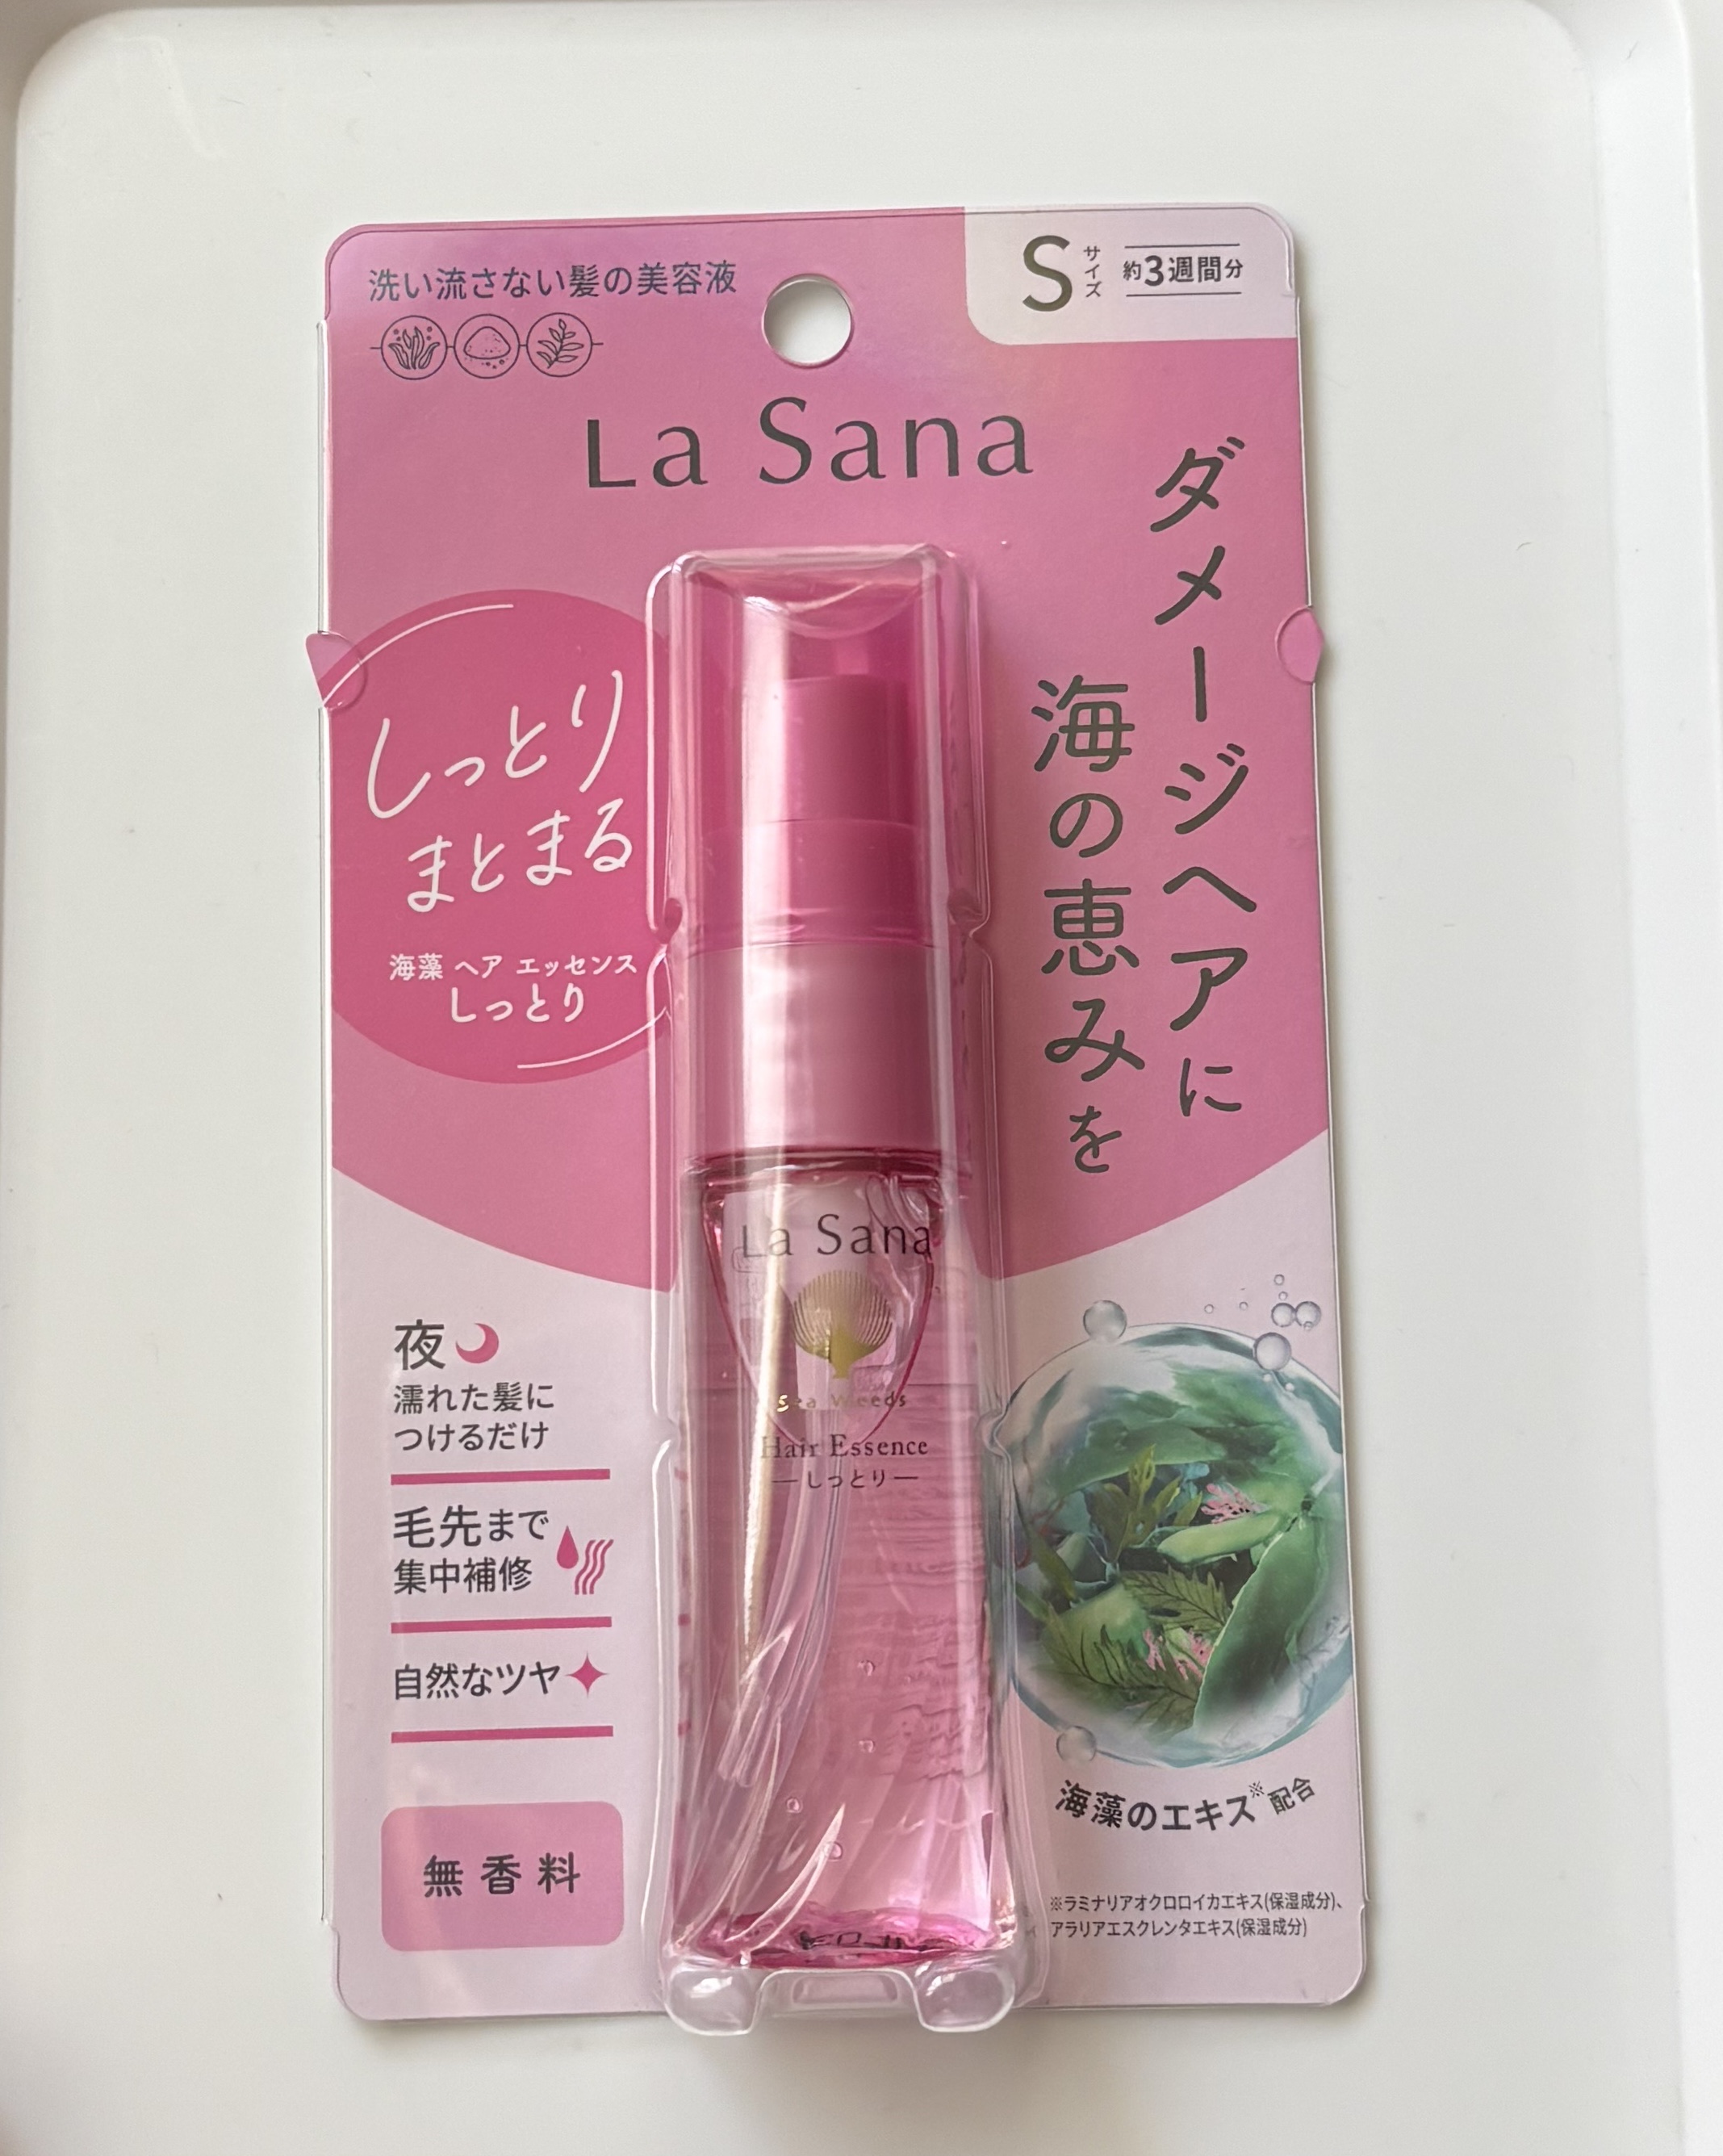 洗い流さない髪の美容液
S サイズ 約3週間分
La Sana
ダメージヘアに
海の恵みを
しっとり
まとまる
海藻 ヘア エッセンス
しっとり
La Sana
Sea Weeds
Hair Essence
―しっとり―
夜
濡れた髪に
つけるだけ
毛先まで
集中補修
自然なツヤ
無香料
海藻のエキス※配合
※ラミナリアオクロロイカエキス(保湿成分)、
アラリアエスクレンタエキス(保湿成分)